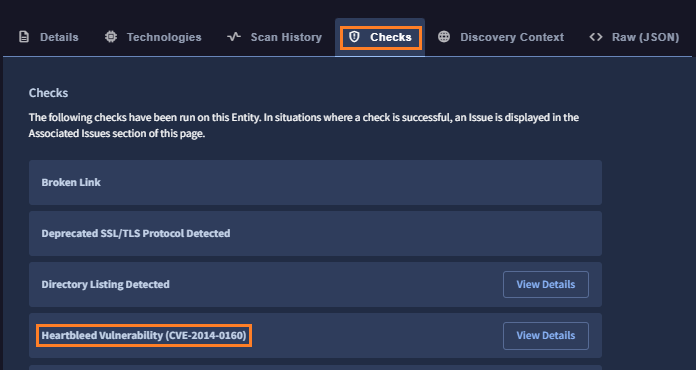 Details Technologies Scan History Checks Discovery Context Raw (JSON)
Checks
The following checks have been run on this Entity. In situations where a check is successful, an Issue is displayed in the
Associated Issues section of this page.
Broken Link
Deprecated SSL/TLS Protocol Detected
Directory Listing Detected View Details
Heartbleed Vulnerability (CVE-2014-0160) View Details